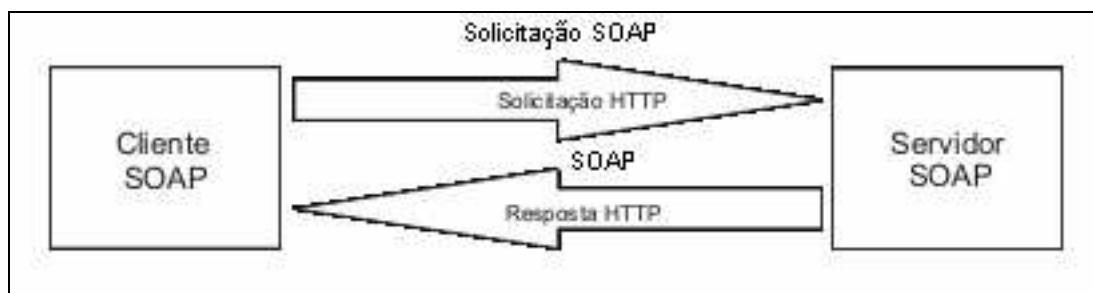 Solicitação SOAP
Solicitação HTTP
Cliente
SOAP
Servidor
SOAP
SOAP
Resposta HTTP